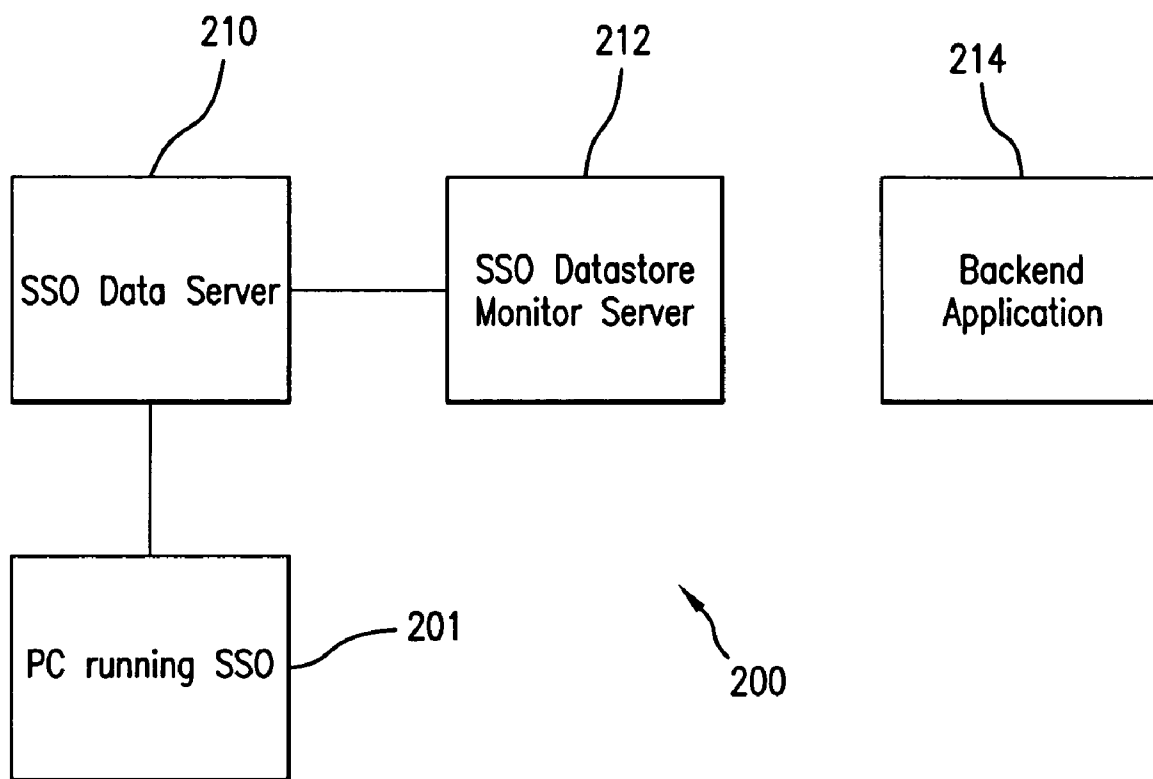 210
212
214
SSO Data Server
SSO Datastore
Monitor Server
Backend
Application
PC running SSO
201
200